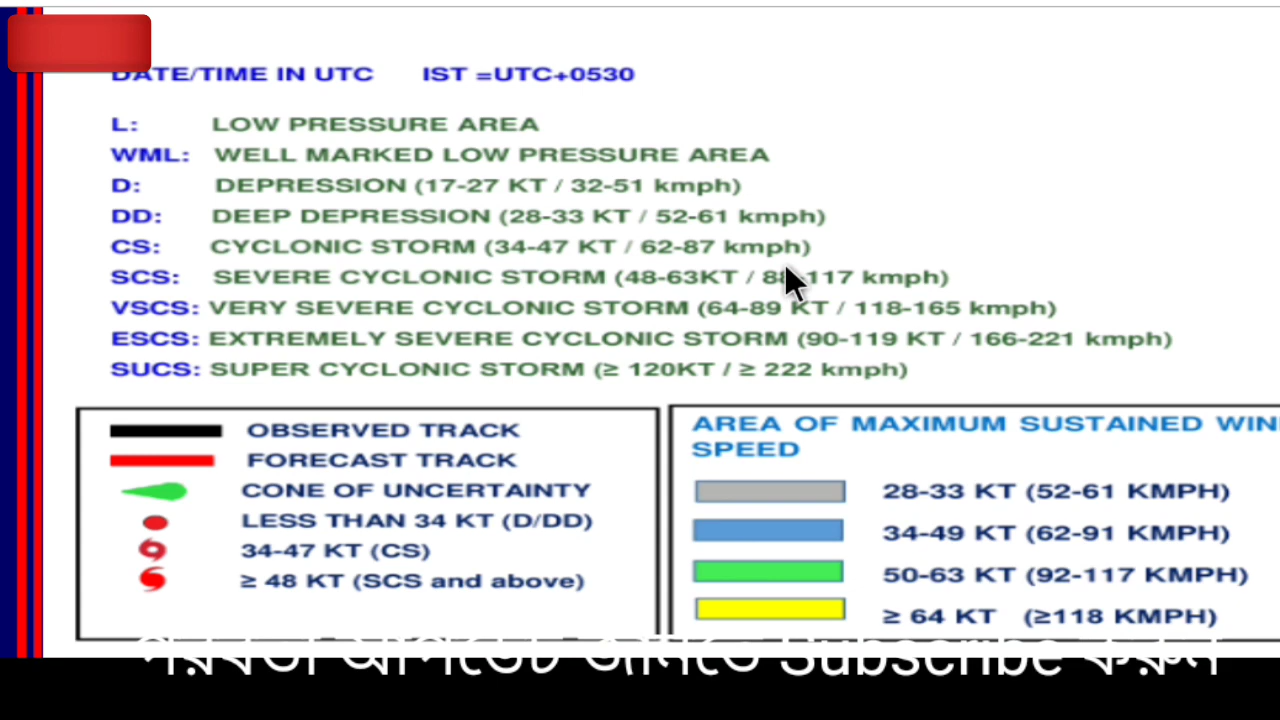 DATE/TIME IN UTC IST =UTC+0530
L: LOW PRESSURE AREA
WML: WELL MARKED LOW PRESSURE AREA
D: DEPRESSION (17-27 KT / 32-51 kmph)
DD: DEEP DEPRESSION (28-33 KT / 52-61 kmph)
CS: CYCLONIC STORM (34-47 KT / 62-87 kmph)
SCS: SEVERE CYCLONIC STORM (48-63KT / 88-117 kmph)
VSCS: VERY SEVERE CYCLONIC STORM (64-89 KT / 118-165 kmph)
ESCS: EXTREMELY SEVERE CYCLONIC STORM (90-119 KT / 166-221 kmph)
SUCS: SUPER CYCLONIC STORM (≥ 120KT / ≥ 222 kmph)
OBSERVED TRACK
FORECAST TRACK
CONE OF UNCERTAINTY
LESS THAN 34 KT (D/DD)
34-47 KT (CS)
≥ 48 KT (SCS and above)
AREA OF MAXIMUM SUSTAINED WIN
SPEED
28-33 KT (52-61 KMPH)
34-49 KT (62-91 KMPH)
50-63 KT (92-117 KMPH)
≥ 64 KT (≥118 KMPH)
পরবর্তী আপডেট জানতে Subscribe করুন